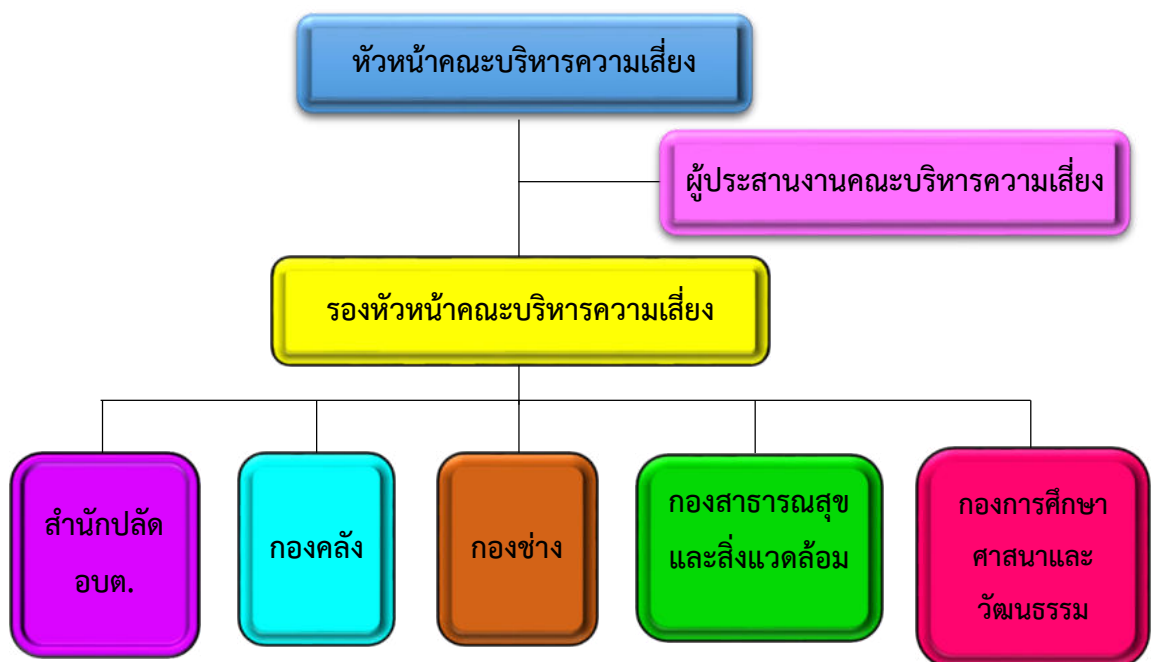 หัวหน้าคณะบริหารความเสี่ยง
ผู้ประสานงานคณะบริหารความเสี่ยง
รองหัวหน้าคณะบริหารความเสี่ยง
สำนักปลัด
อบต.
กองคลัง
กองช่าง
กองสาธารณสุข
และสิ่งแวดล้อม
กองการศึกษา
ศาสนาและ
วัฒนธรรม